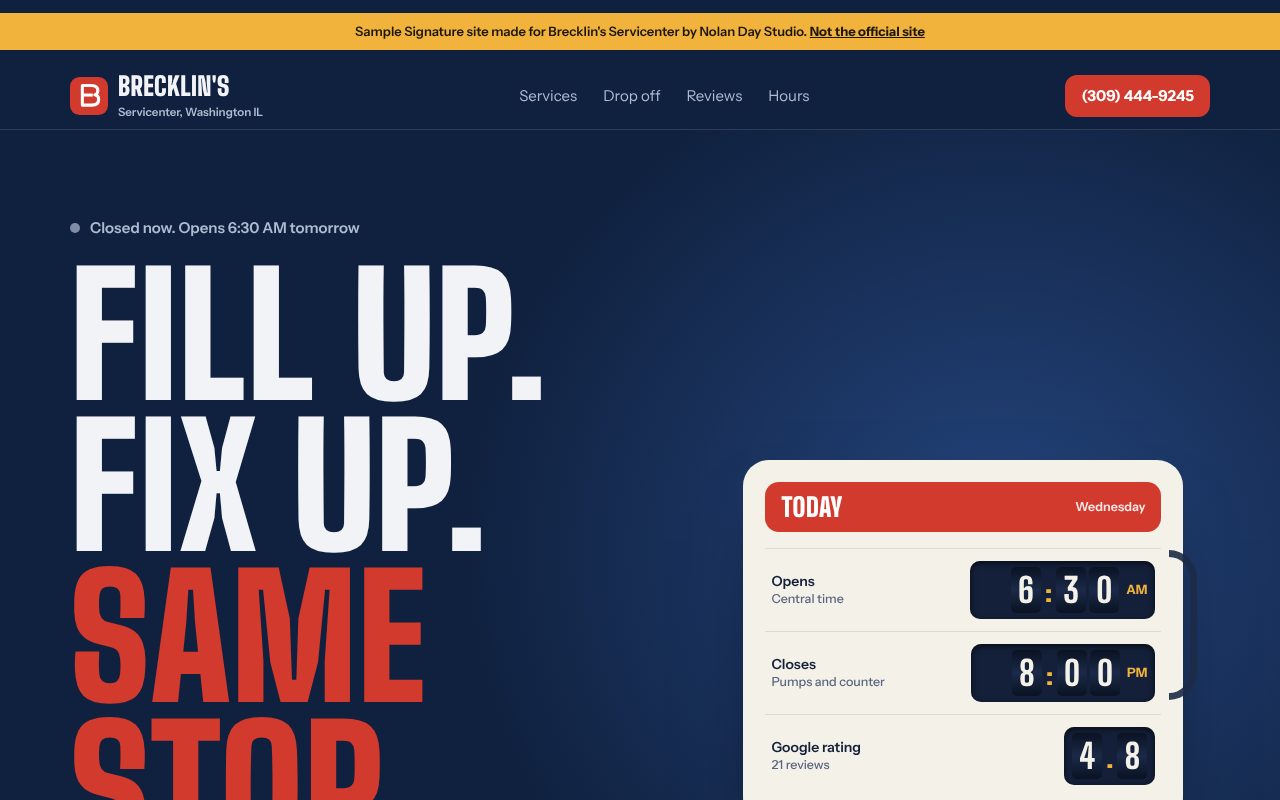 Sample Signature site made for Brecklin's Servicenter by Nolan Day Studio. Not the official site
B
BRECKLIN'S
Servicenter, Washington IL
Services
Drop off
Reviews
Hours
(309) 444-9245
Closed now. Opens 6:30 AM tomorrow
FILL UP.
FIX UP.
SAME
STOP
TODAY
Wednesday
Opens
Central time
6:30 AM
Closes
Pumps and counter
8:00 PM
Google rating
21 reviews
4.8